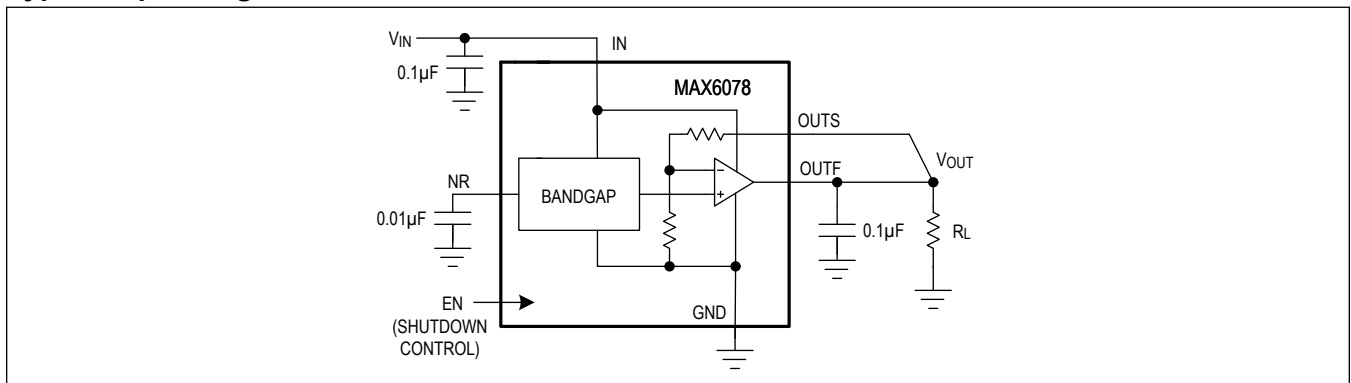 VIN
IN
0.1µF
MAX6078
OUTS
VOUT
OUTF
NR
BANDGAP
0.01µF
0.1µF
RL
EN
(SHUTDOWN
CONTROL)
GND